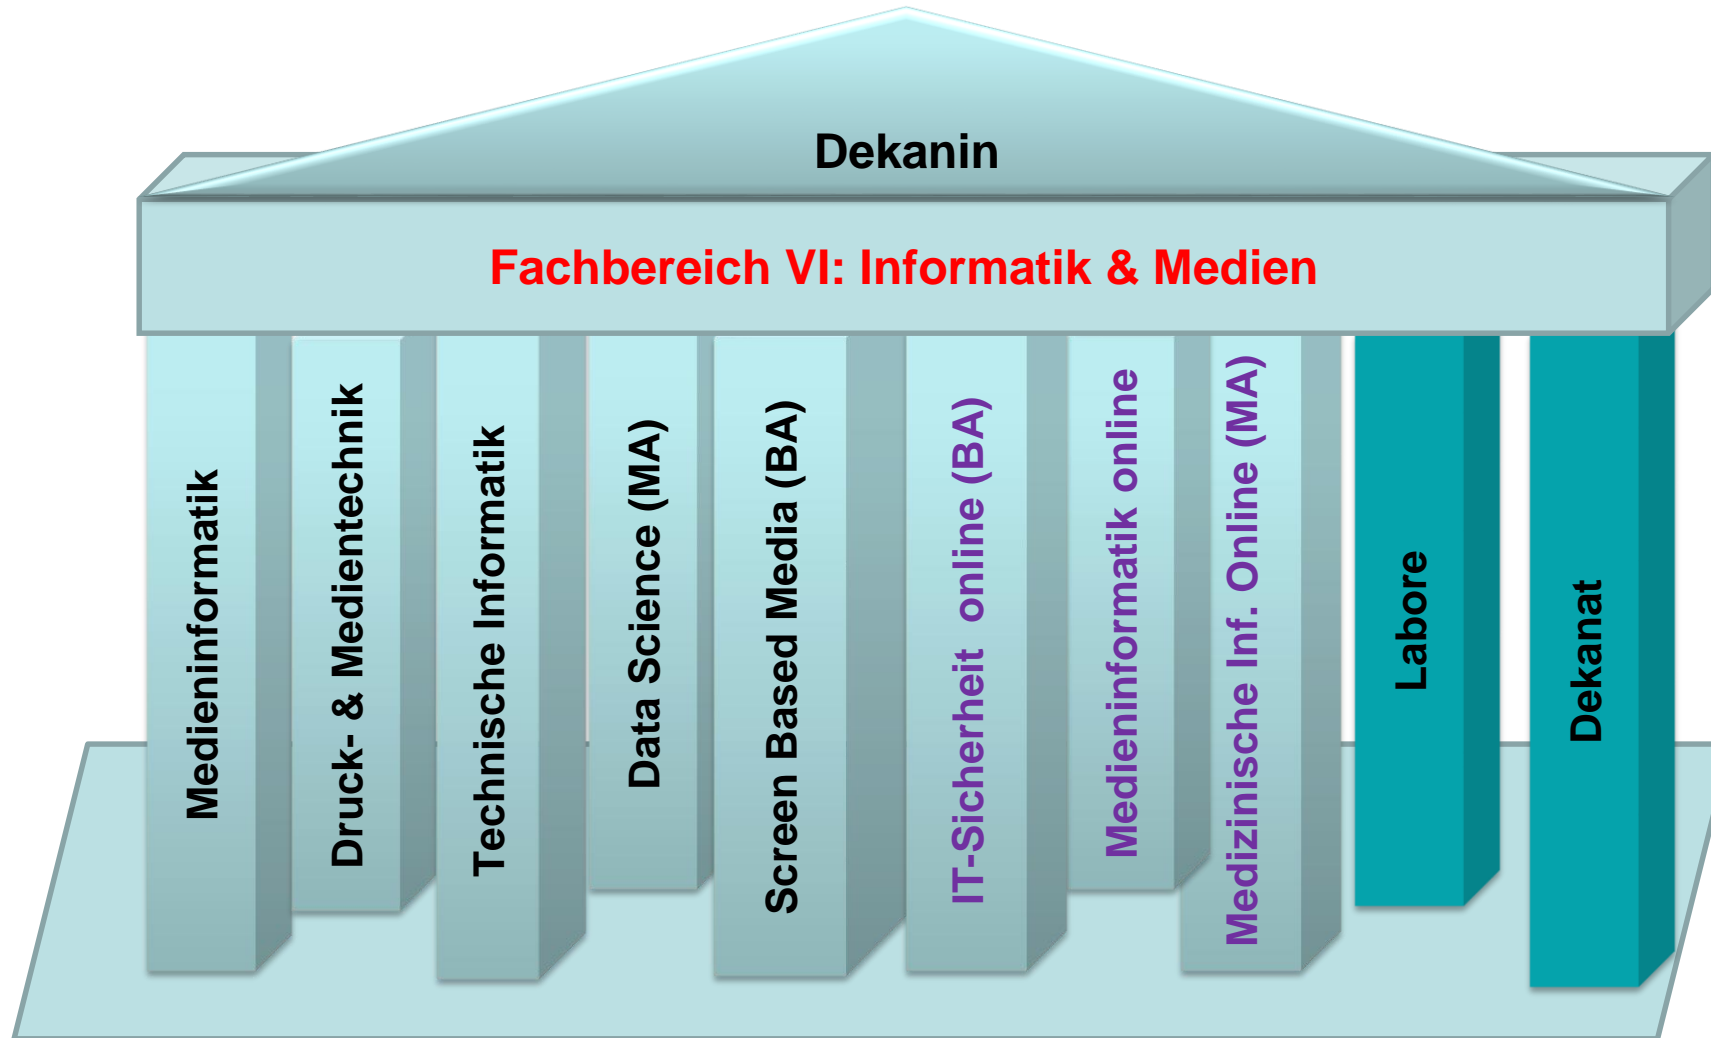 Dekanin
Fachbereich VI: Informatik & Medien
Medieninformatik
Druck- & Medientechnik
Technische Informatik
Data Science (MA)
Screen Based Media (BA)
IT-Sicherheit online (BA)
Medieninformatik online
Medizinische Inf. Online (MA)
Labore
Dekanat